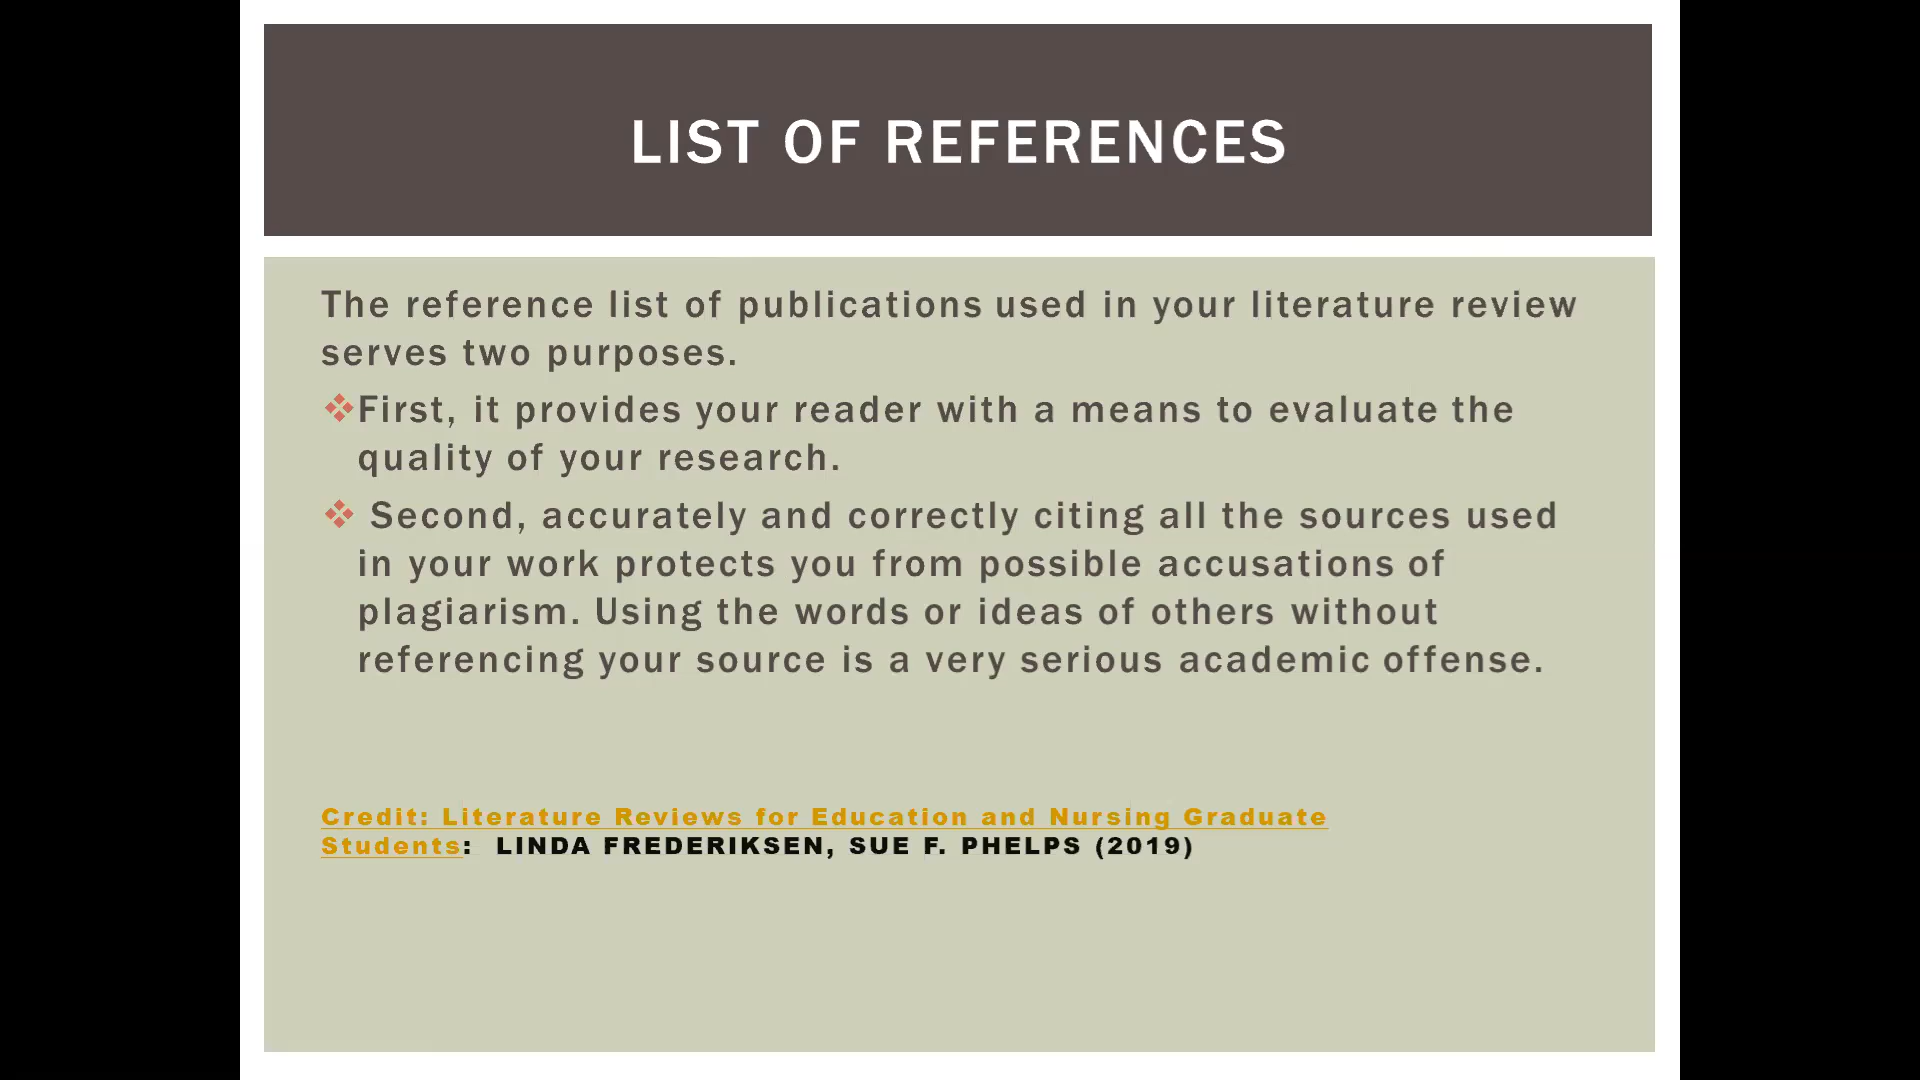 LIST OF REFERENCES
The reference list of publications used in your literature review
serves two purposes.
❖First, it provides your reader with a means to evaluate the
quality of your research.
❖ Second, accurately and correctly citing all the sources used
in your work protects you from possible accusations of
plagiarism. Using the words or ideas of others without
referencing your source is a very serious academic offense.
Credit: Literature Reviews for Education and Nursing Graduate
Students: LINDA FREDERIKSEN, SUE F. PHELPS (2019)